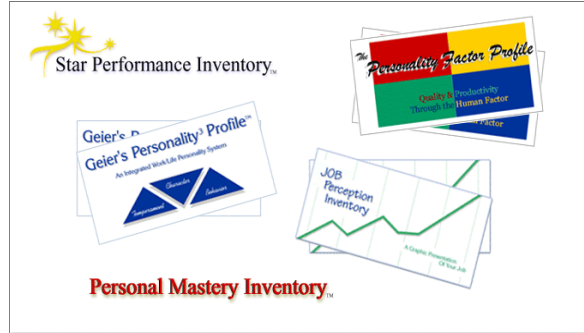 Star Performance Inventory™
The
Personality Factor Profile
Quality & Productivity
Through the Human Factor
Factor
Geier's P
Geier's Personality³ Profile™
An Integrated Work/Life Personality System
Character
Temperament
Behavior
JOB
Perception
Inventory
A Graphic Presentation
Of Your Job
Personal Mastery Inventory™